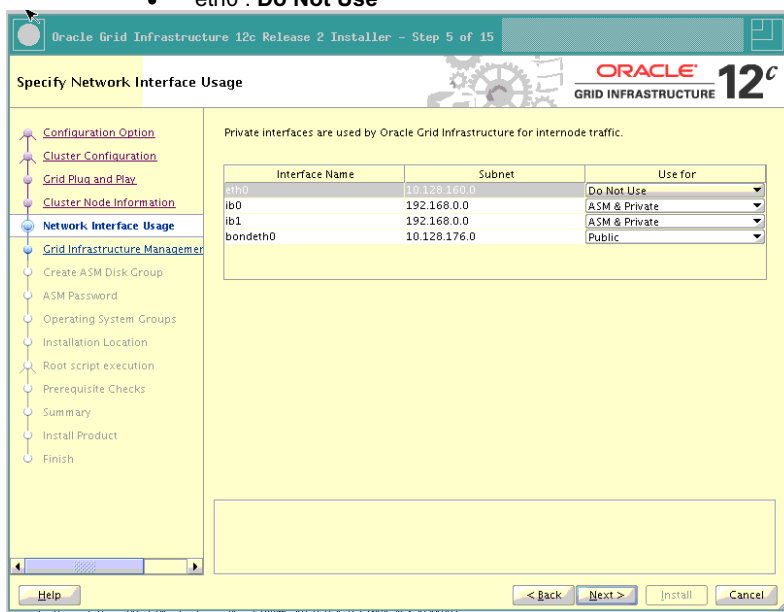 • eth0 : Do Not Use
Oracle Grid Infrastructure 12c Release 2 Installer - Step 5 of 15
Specify Network Interface Usage
ORACLE
GRID INFRASTRUCTURE
12c
Configuration Option
Cluster Configuration
Grid Plug and Play
Cluster Node Information
Network Interface Usage
Grid Infrastructure Managemer
Create ASM Disk Group
ASM Password
Operating System Groups
Installation Location
Root script execution
Prerequisite Checks
Summary
Install Product
Finish
Private interfaces are used by Oracle Grid Infrastructure for internode traffic.
Interface Name Subnet Use for
eth0 10.128.160.0 Do Not Use
ib0 192.168.0.0 ASM & Private
ib1 192.168.0.0 ASM & Private
bondeth0 10.128.176.0 Public
Help < Back Next > Install Cancel